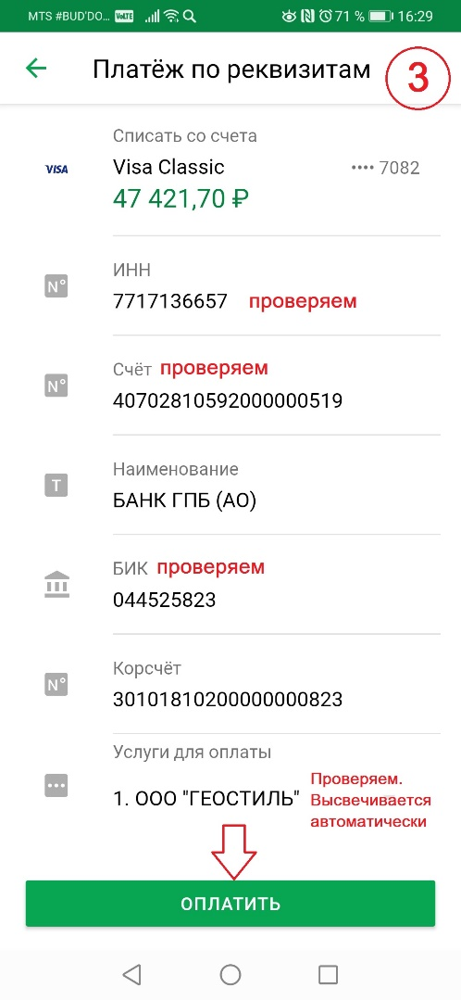 MTS #BUD'DO... VoLTE 71 % 16:29
Платёж по реквизитам
3
Списать со счета
VISA Visa Classic •••• 7082
47 421,70 ₽
ИНН
N° 7717136657 проверяем
Счёт проверяем
N° 40702810592000000519
Наименование
T БАНК ГПБ (АО)
БИК проверяем
044525823
Корсчёт
N° 30101810200000000823
Услуги для оплаты
1. ООО "ГЕОСТИЛЬ"
Проверяем.
Высвечивается
автоматически
ОПЛАТИТЬ